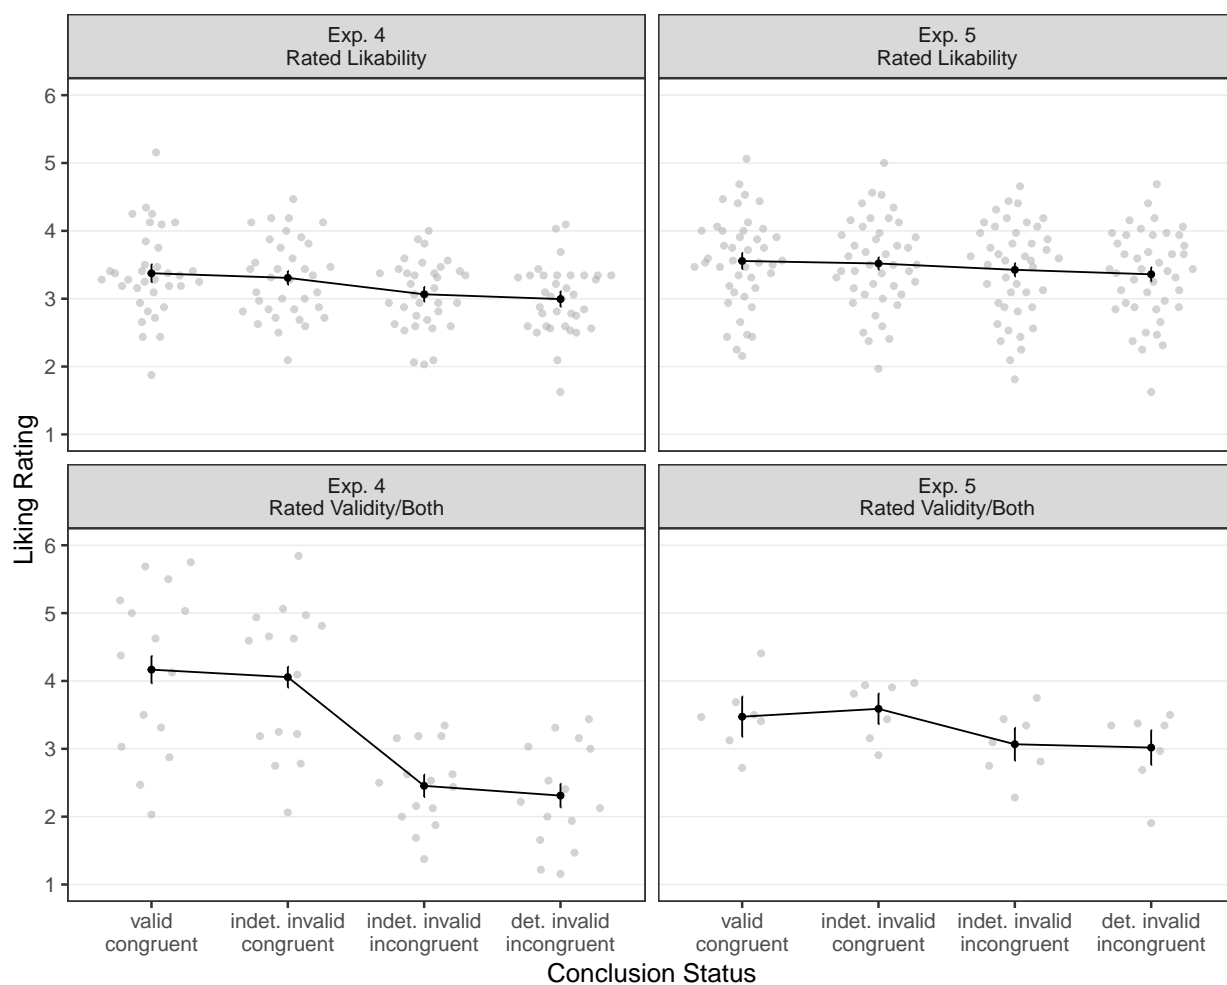 Exp. 4
Rated Likability
Exp. 5
Rated Likability
6
5
4
3
2
1
Liking Rating
Exp. 4
Rated Validity/Both
Exp. 5
Rated Validity/Both
6
5
4
3
2
1
valid
congruent
indet. invalid
congruent
indet. invalid
incongruent
det. invalid
incongruent
valid
congruent
indet. invalid
congruent
indet. invalid
incongruent
det. invalid
incongruent
Conclusion Status